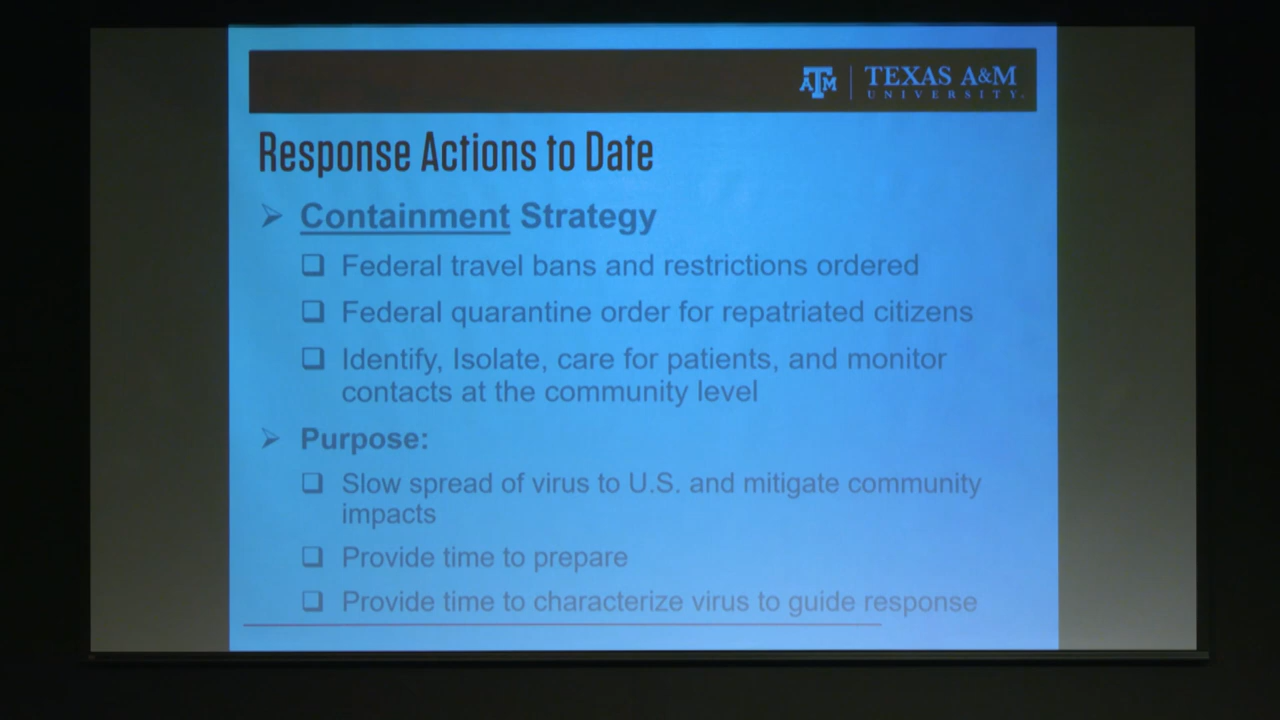 ATM TEXAS A&M
UNIVERSITY.
Response Actions to Date
Containment Strategy
Federal travel bans and restrictions ordered
Federal quarantine order for repatriated citizens
Identify, Isolate, care for patients, and monitor
contacts at the community level
Purpose:
Slow spread of virus to U.S. and mitigate community
impacts
Provide time to prepare
Provide time to characterize virus to guide response